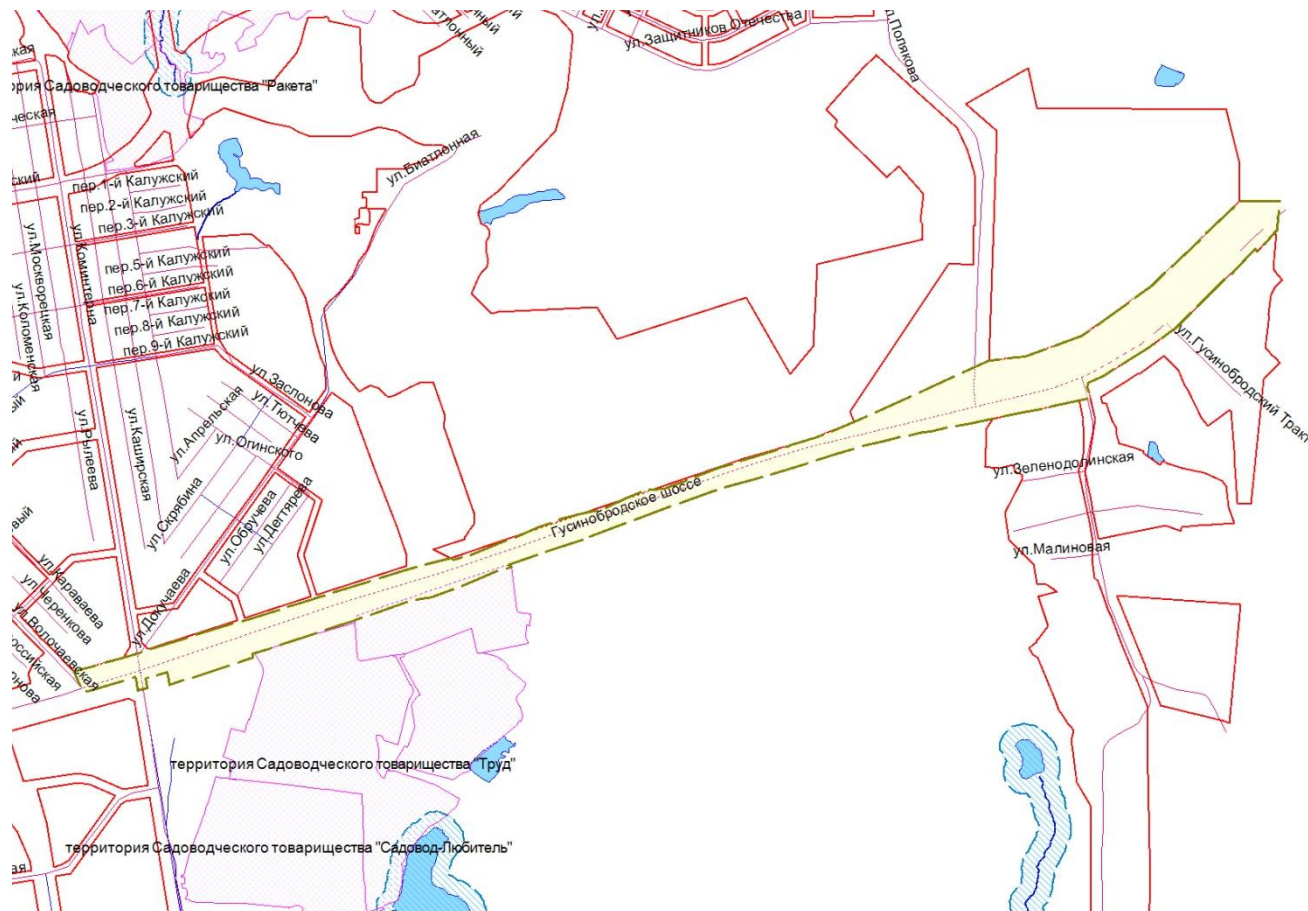 ул.Защитников Отечества
ул.Полякова
Садоводческого товарищества "Ракета"
ул.Биатлонная
пер.1-й Калужский
пер.2-й Калужский
пер.3-й Калужский
пер.5-й Калужский
пер.6-й Калужский
пер.7-й Калужский
пер.8-й Калужский
пер.9-й Калужский
ул.Москворецкая
ул.Коминтерна
ул.Коломенская
ул.Рылеева
ул.Каширская
ул.Заслонова
ул.Тютчева
ул.Апрельская
ул.Огинского
ул.Скрябина
ул.Обручева
ул.Дегтярева
ул.Докучаева
ул.Караваева
ул.Черенкова
ул.Волочаевская
Гусинобродское шоссе
ул.Гусинобродский Тракт
ул.Зеленодолинская
ул.Малиновая
территория Садоводческого товарищества "Труд"
территория Садоводческого товарищества "Садовод-Любитель"